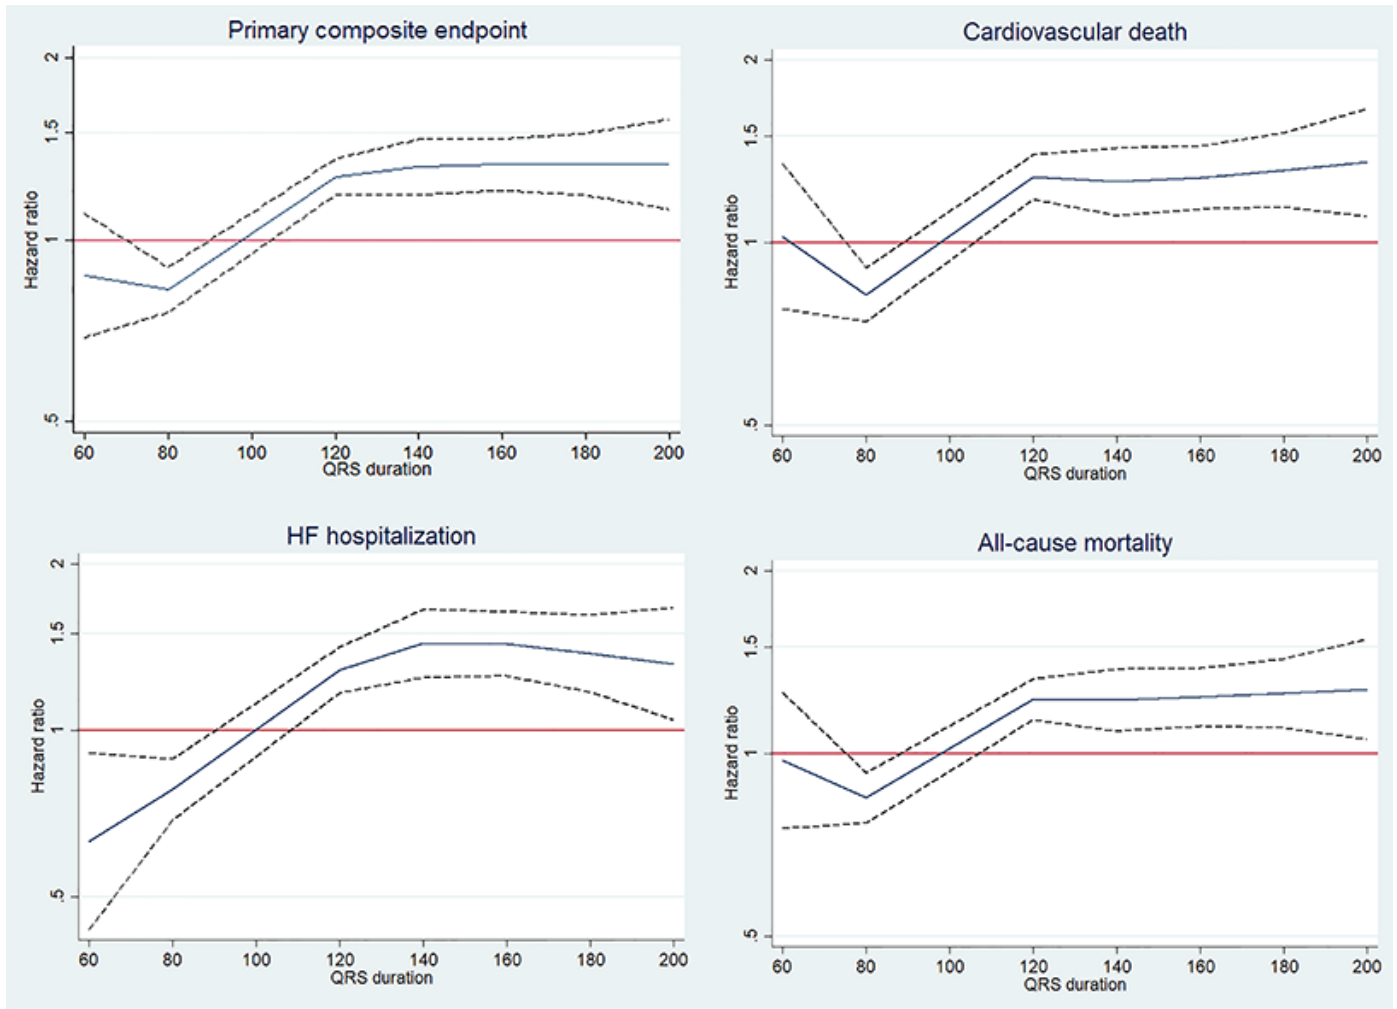 Primary composite endpoint
Hazard ratio
2
1.5
1
.5
60 80 100 120 140 160 180 200
QRS duration
Cardiovascular death
Hazard ratio
2
1.5
1
.5
60 80 100 120 140 160 180 200
QRS duration
HF hospitalization
Hazard ratio
2
1.5
1
.5
60 80 100 120 140 160 180 200
QRS duration
All-cause mortality
Hazard ratio
2
1.5
1
.5
60 80 100 120 140 160 180 200
QRS duration